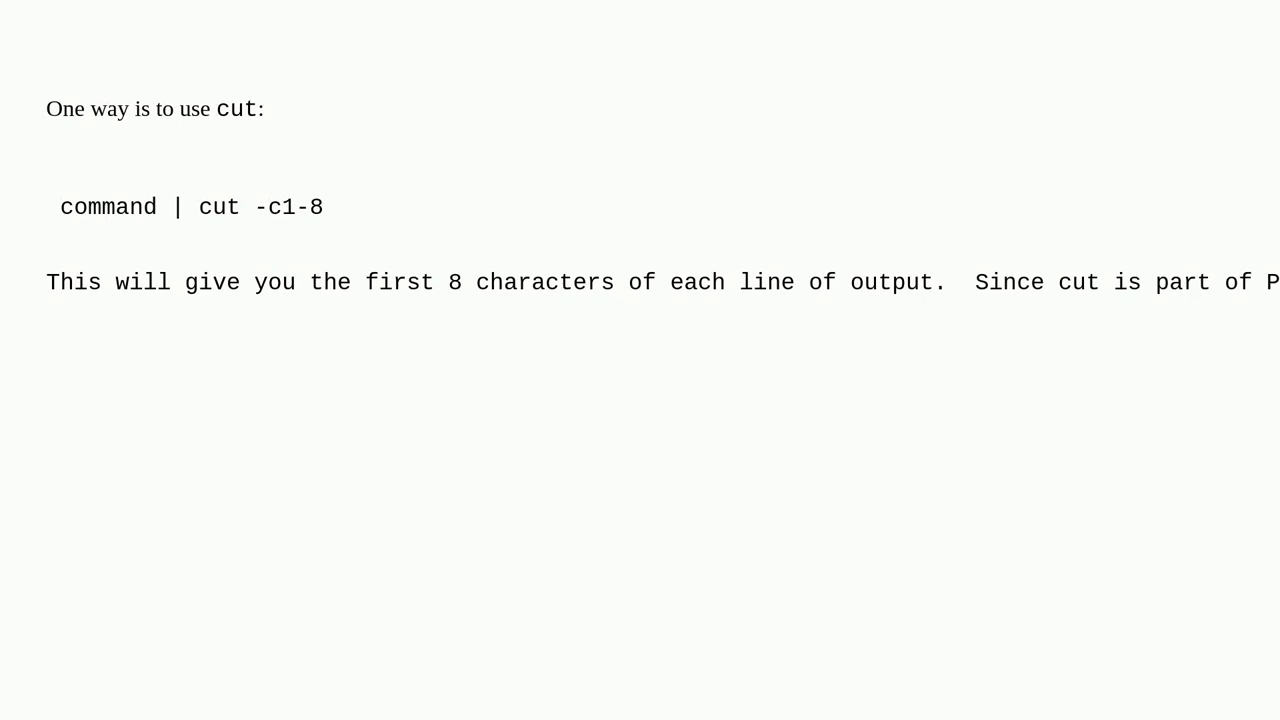 One way is to use cut:
command | cut -c1-8
This will give you the first 8 characters of each line of output.  Since cut is part of P